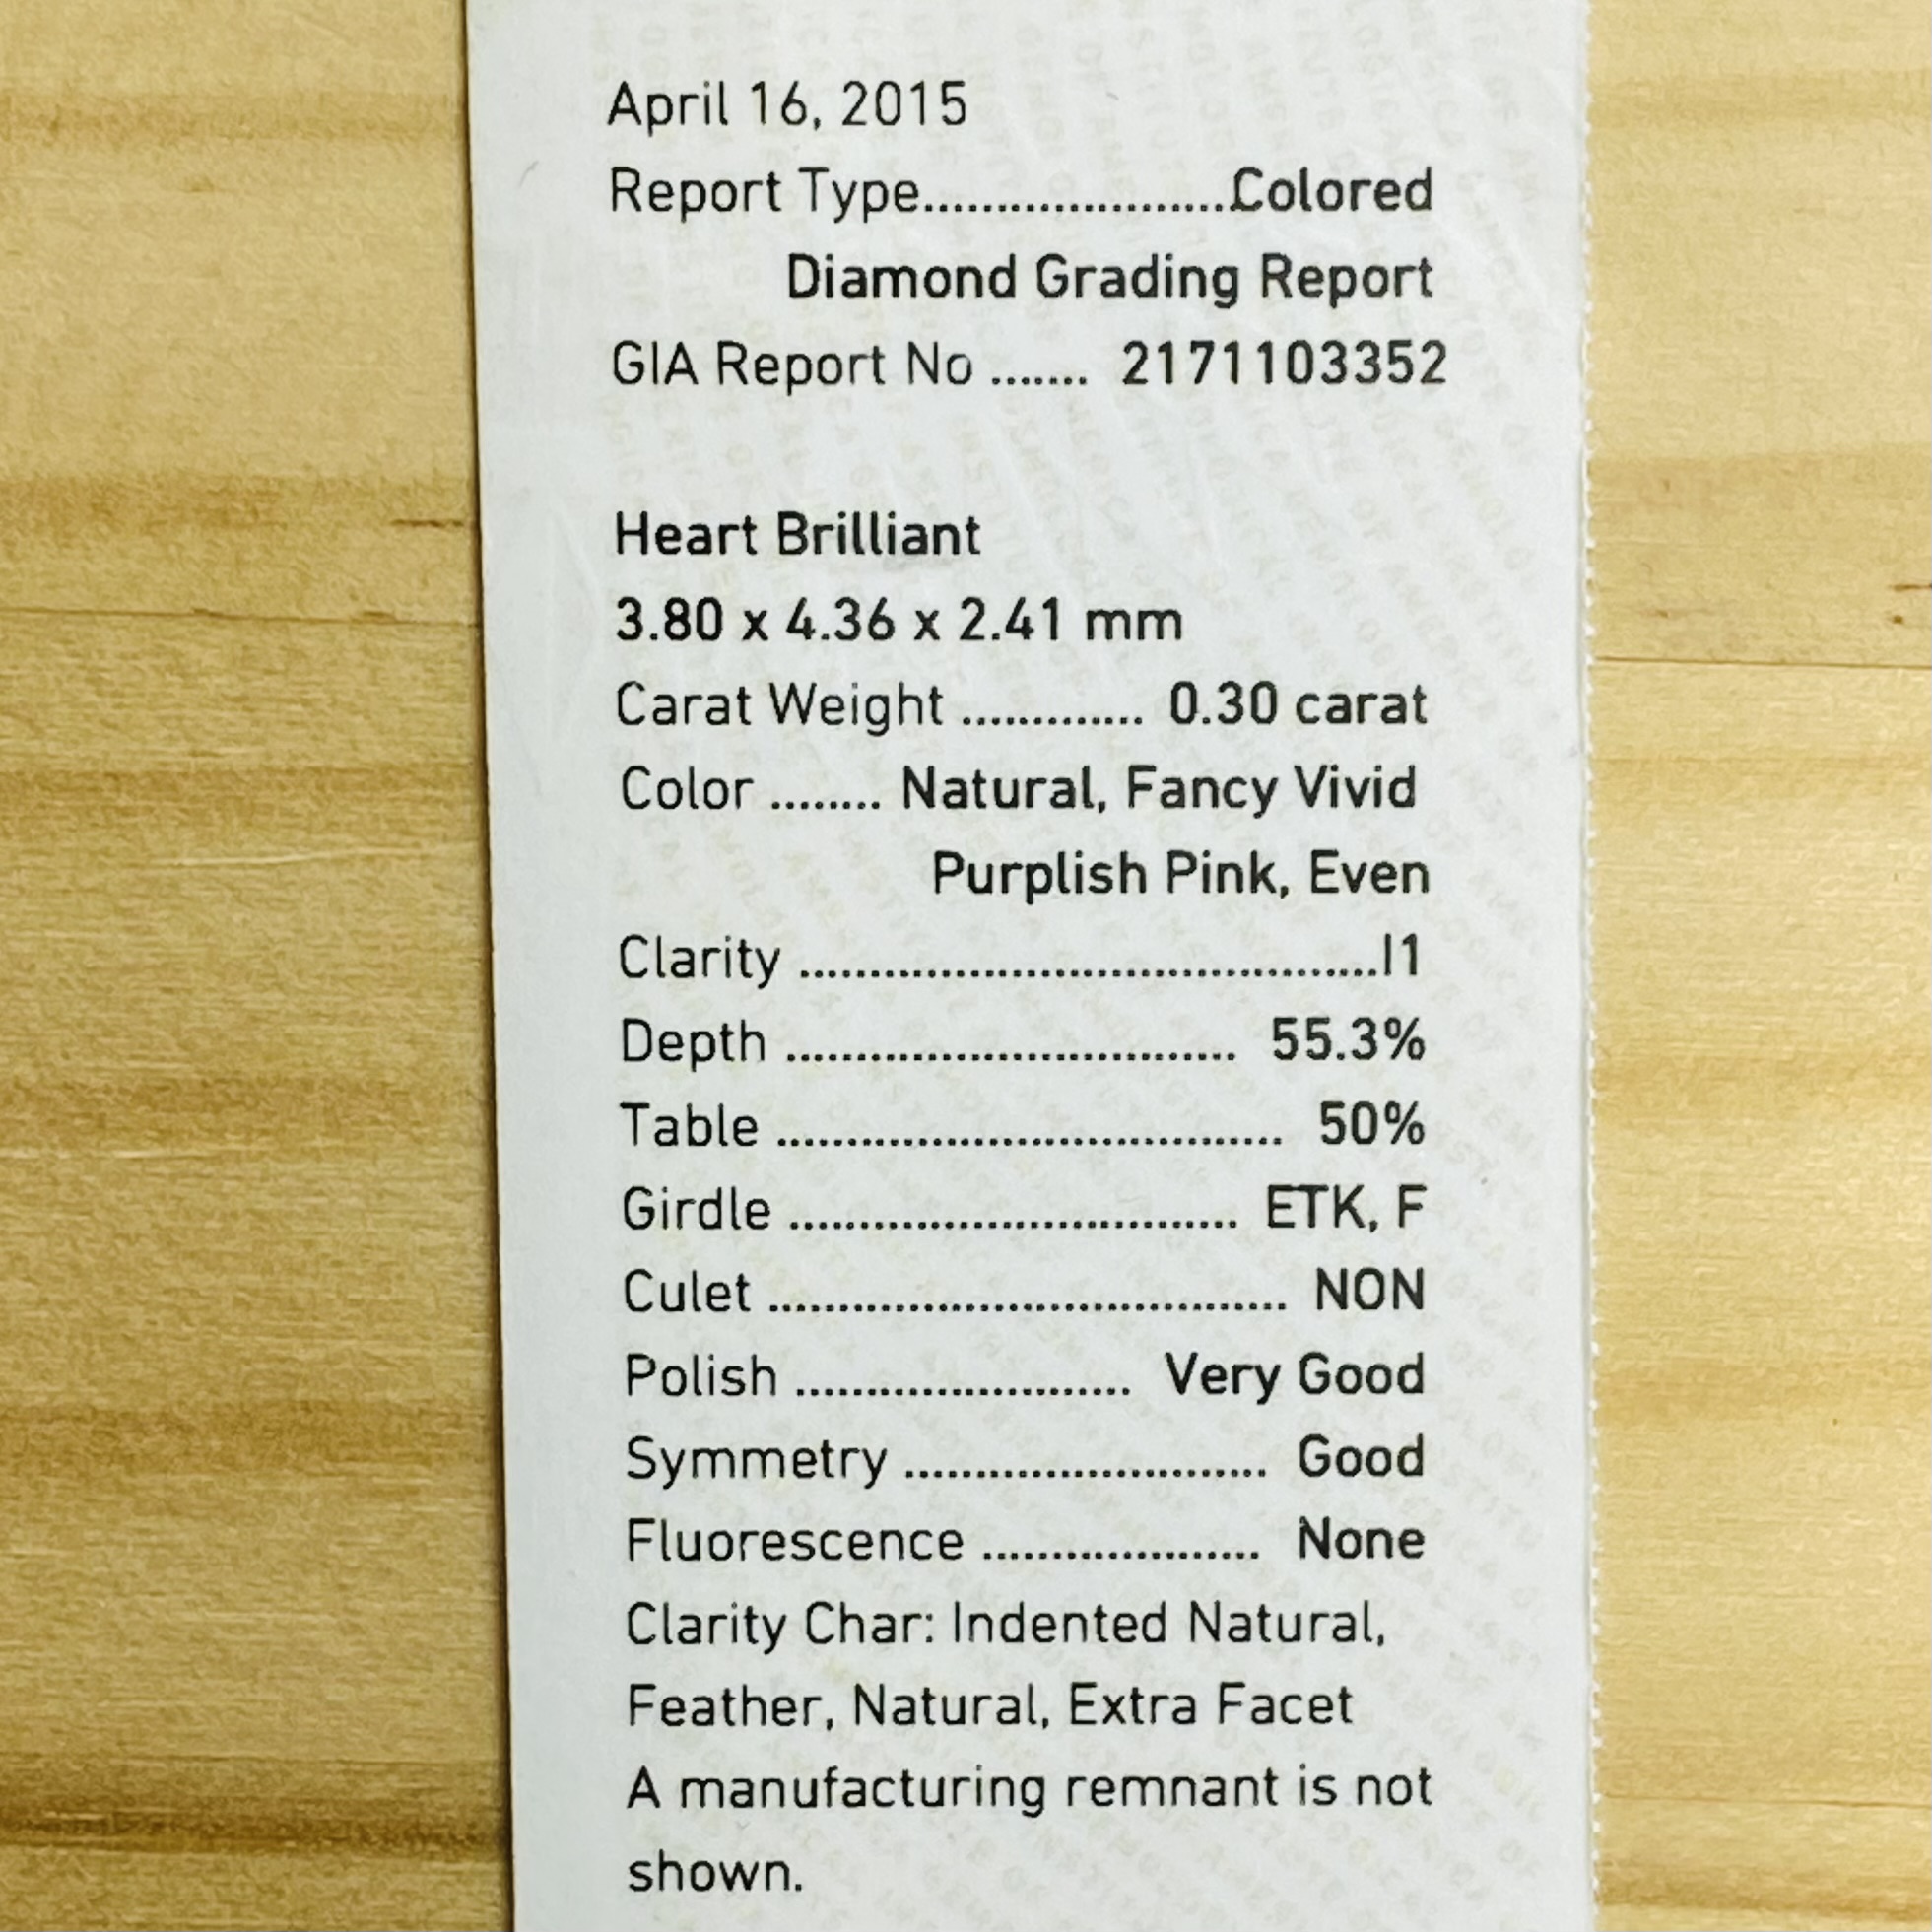 April 16, 2015
Report Type.....................Colored
Diamond Grading Report
GIA Report No ....... 2171103352
Heart Brilliant
3.80 x 4.36 x 2.41 mm
Carat Weight ............. 0.30 carat
Color ........ Natural, Fancy Vivid
Purplish Pink, Even
Clarity .........................................I1
Depth ................................ 55.3%
Table .................................... 50%
Girdle ................................ ETK, F
Culet ..................................... NON
Polish ........................ Very Good
Symmetry .......................... Good
Fluorescence .................... None
Clarity Char: Indented Natural,
Feather, Natural, Extra Facet
A manufacturing remnant is not
shown.